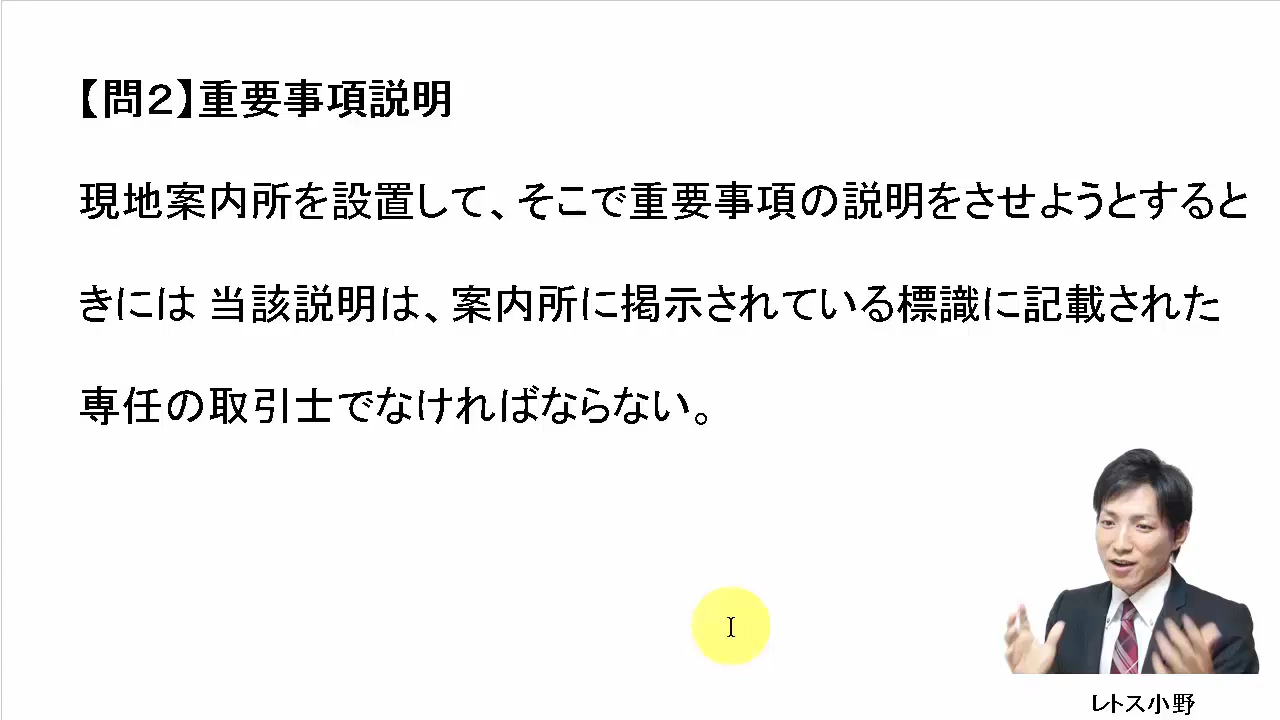 【問２】重要事項説明
現地案内所を設置して、そこで重要事項の説明をさせようとすると
きには 当該説明は、案内所に掲示されている標識に記載された
専任の取引士でなければならない。
レトス小野